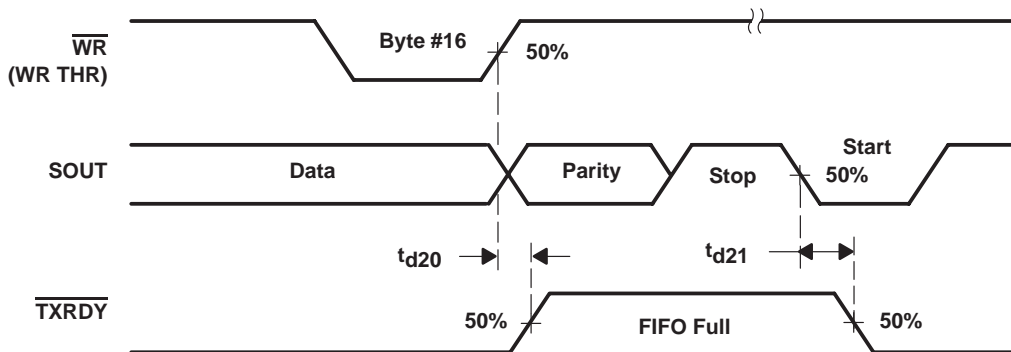 WR
(WR THR)
Byte #16
50%
SOUT
Data
Parity
Stop
Start
50%
td20
td21
TXRDY
50%
FIFO Full
50%